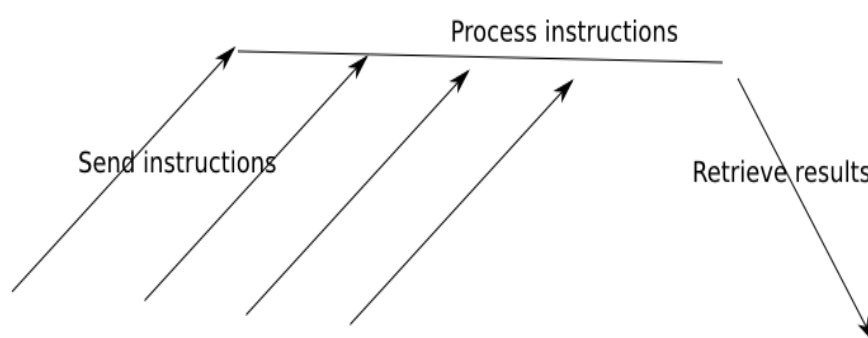 Process instructions
Send instructions
Retrieve results